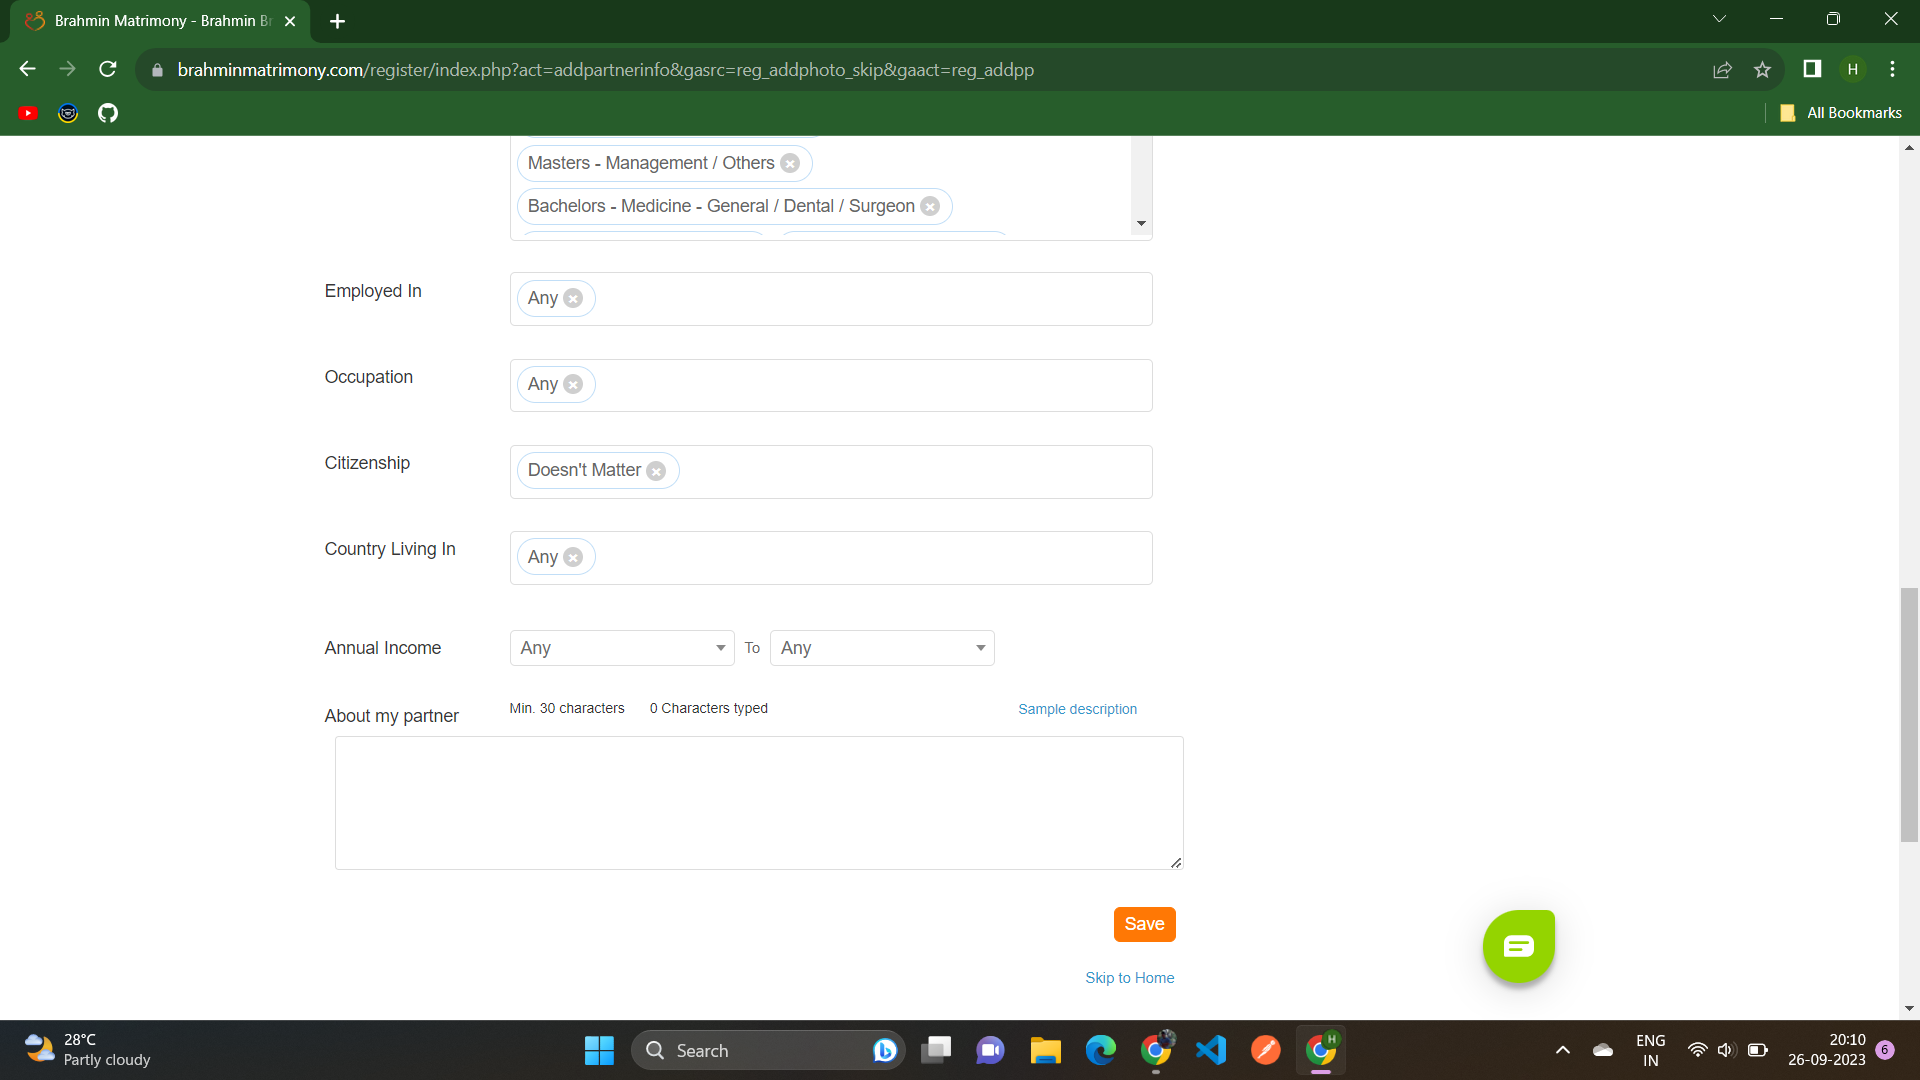 Brahmin Matrimony - Brahmin Br
brahminmatrimony.com/register/index.php?act=addpartnerinfo&gasrc=reg_addphoto_skip&gaact=reg_addpp
H
All Bookmarks
Masters - Management / Others
Bachelors - Medicine - General / Dental / Surgeon
Employed In
Any
Occupation
Any
Citizenship
Doesn't Matter
Country Living In
Any
Annual Income
Any To Any
About my partner
Min. 30 characters 0 Characters typed Sample description
Save
Skip to Home
28°C
Partly cloudy
Search
H
ENG
IN
20:10
26-09-2023
6